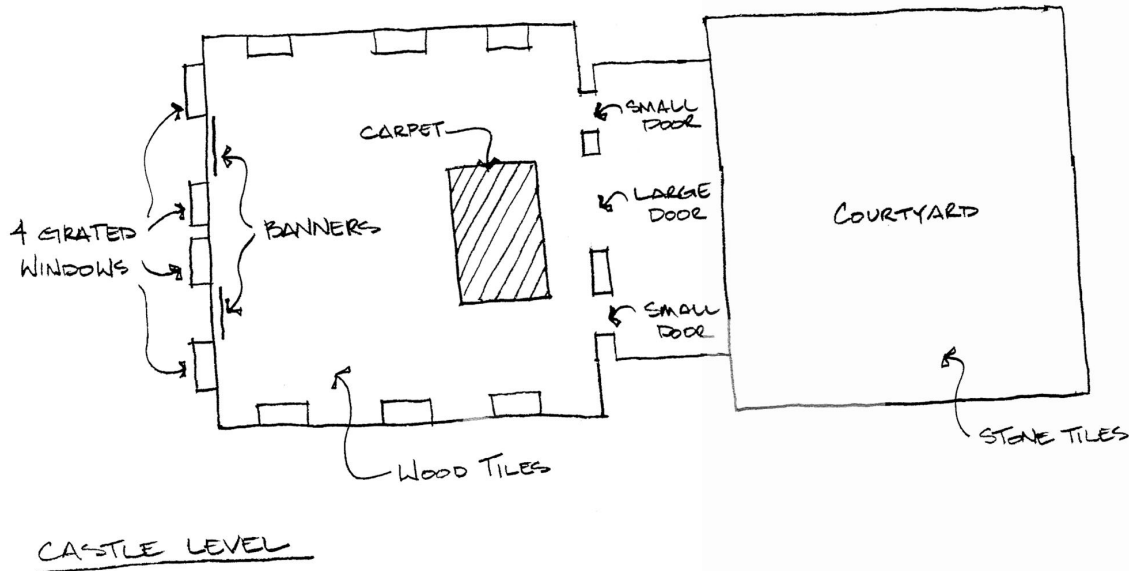 SMALL
DOOR
CARPET
LARGE
DOOR
COURTYARD
4 GRATED
WINDOWS
BANNERS
SMALL
DOOR
STONE TILES
WOOD TILES
CASTLE LEVEL